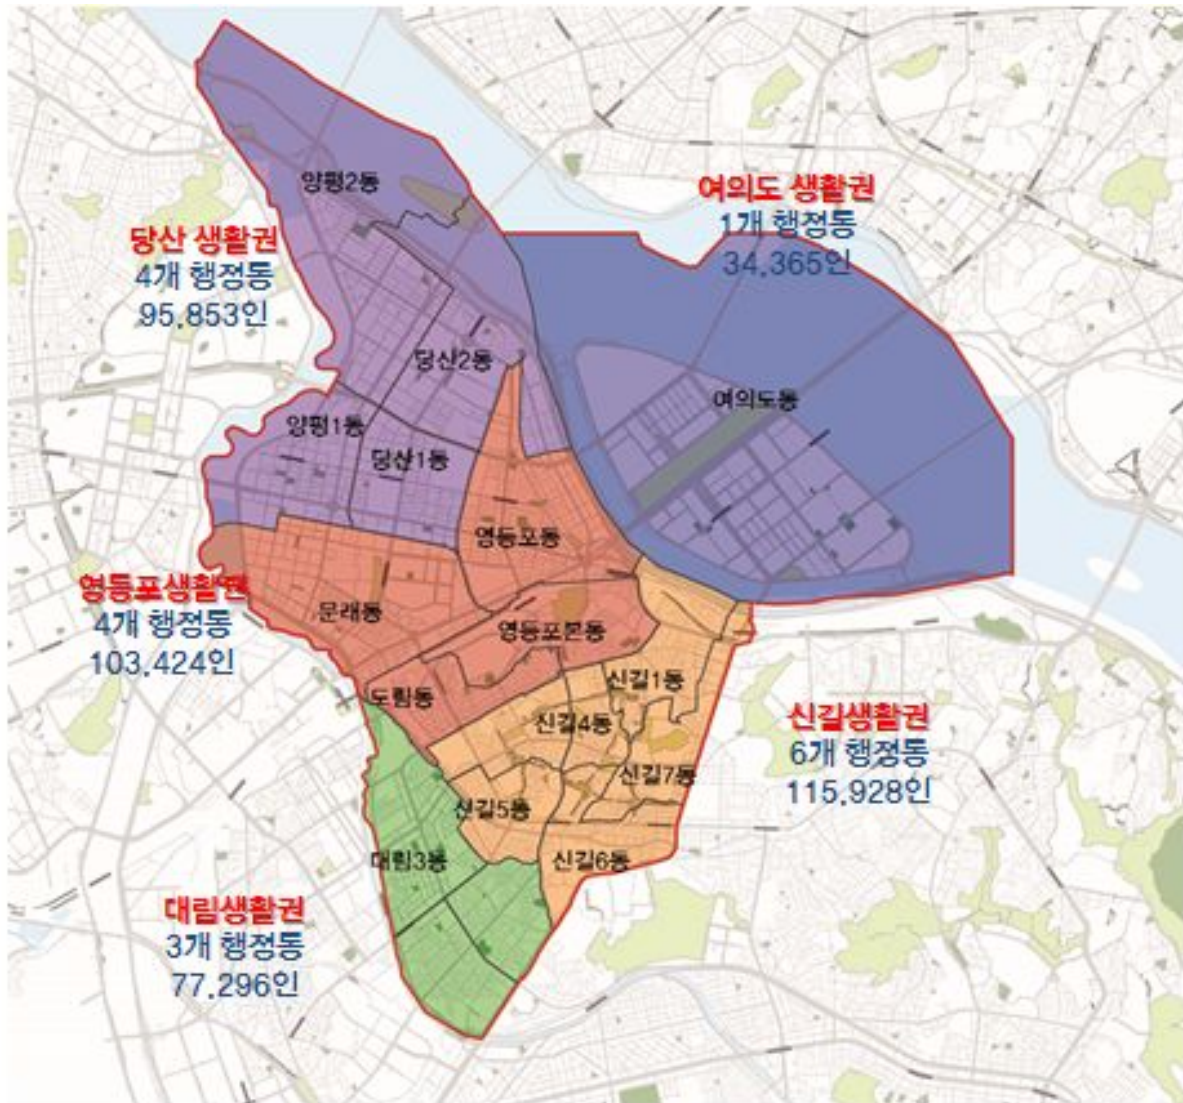 양평2동
여의도 생활권
1개 행정동
34,365인
당산 생활권
4개 행정동
95,853인
당산2동
여의도동
양평1동
당산1동
영등포동
영등포생활권
4개 행정동
103,424인
문래동
영등포본동
도림동
신길1동
신길4동
신길생활권
6개 행정동
115,928인
신길7동
신길5동
대림3동
신길6동
대림생활권
3개 행정동
77,296인